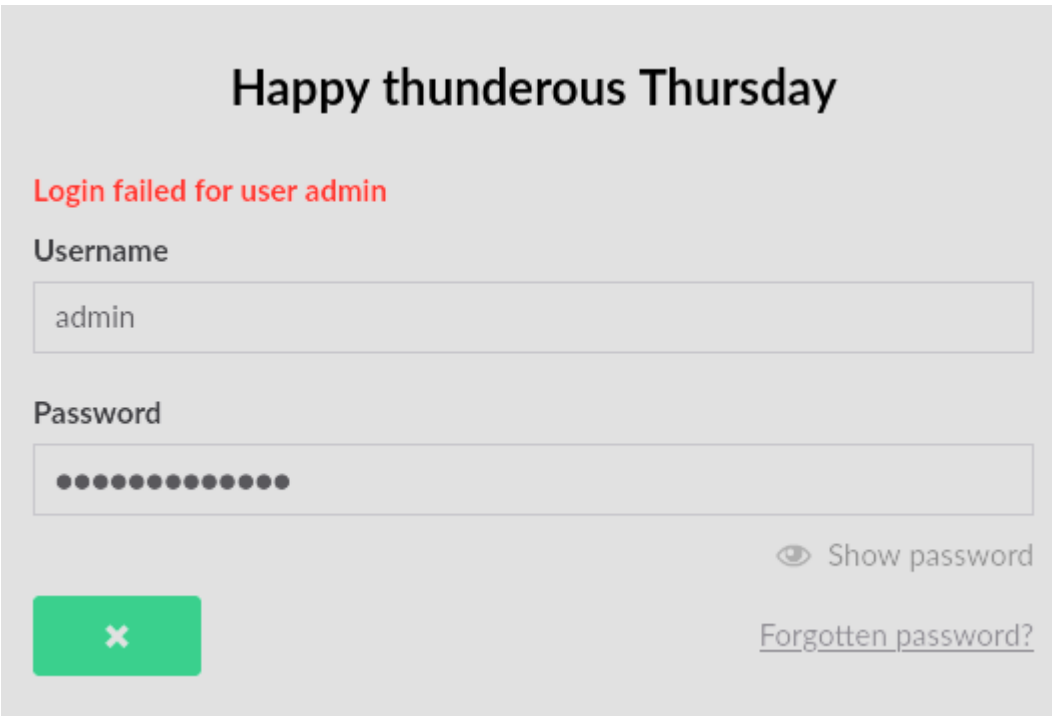 Happy thunderous Thursday
Login failed for user admin
Username
admin
Password
•••••••••••••
Show password
Forgotten password?